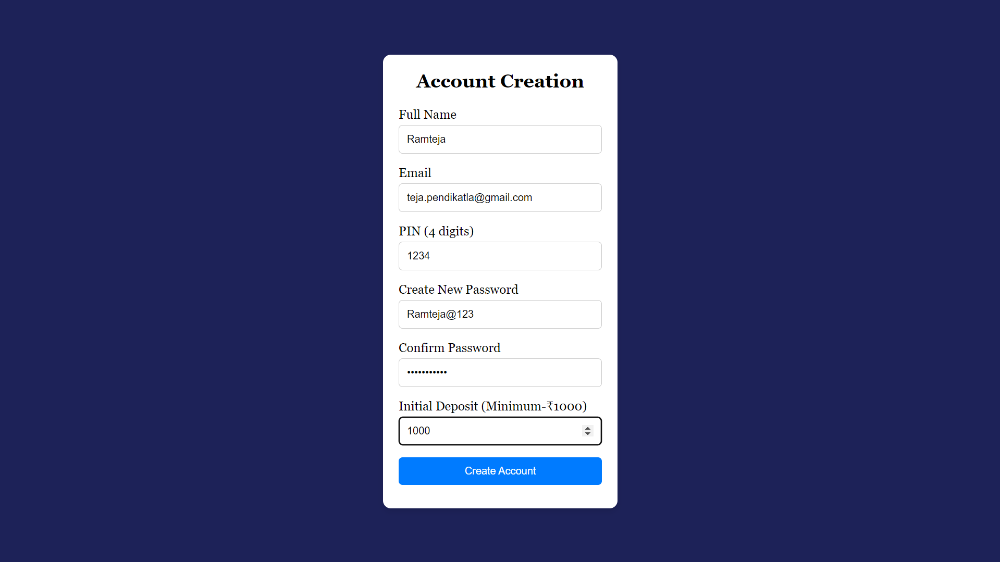 Account Creation
Full Name
Ramteja
Email
teja.pendikatla@gmail.com
PIN (4 digits)
1234
Create New Password
Ramteja@123
Confirm Password
•••••••••••
Initial Deposit (Minimum-₹1000)
1000
Create Account